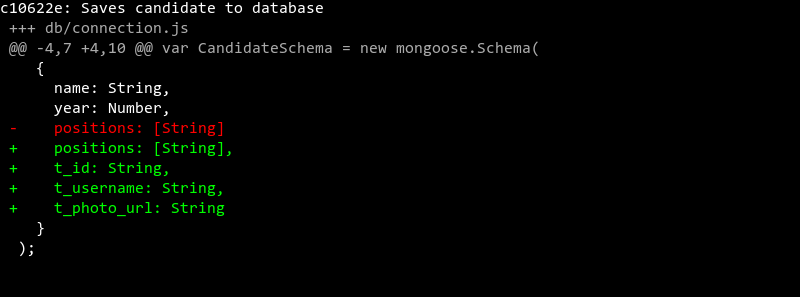 c10622e: Saves candidate to database
+++ db/connection.js
@@ -4,7 +4,10 @@ var CandidateSchema = new mongoose.Schema(
    {
      name: String,
      year: Number,
-    positions: [String]
+    positions: [String],
+    t_id: String,
+    t_username: String,
+    t_photo_url: String
    }
  );